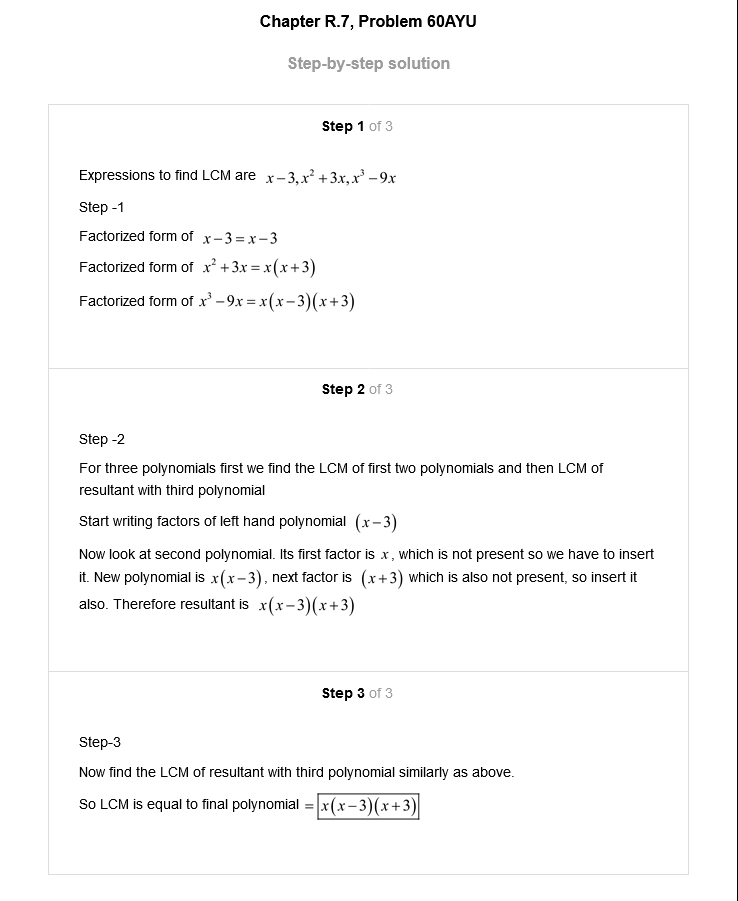 Chapter R.7, Problem 60AYU
Step-by-step solution
Step 1 of 3
Expressions to find LCM are x−3, x² +3x, x³ −9x
Step -1
Factorized form of x−3=x−3
Factorized form of x² +3x=x(x+3)
Factorized form of x³ −9x=x(x−3)(x+3)
Step 2 of 3
Step -2
For three polynomials first we find the LCM of first two polynomials and then LCM of
resultant with third polynomial
Start writing factors of left hand polynomial (x−3)
Now look at second polynomial. Its first factor is x, which is not present so we have to insert
it. New polynomial is x(x−3), next factor is (x+3) which is also not present, so insert it
also. Therefore resultant is x(x−3)(x+3)
Step 3 of 3
Step-3
Now find the LCM of resultant with third polynomial similarly as above.
So LCM is equal to final polynomial = x(x−3)(x+3)